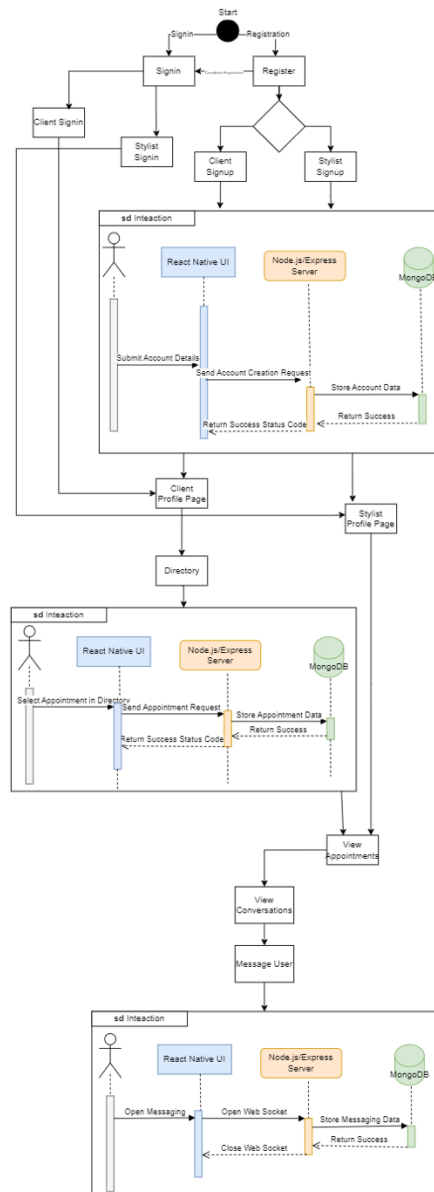 Start
Signin
Registration
Signin
Completed Registration
Register
Client Signin
Stylist
Signin
Client
Signup
Stylist
Signup
sd Inteaction
React Native UI
Node.js/Express
Server
MongoDB
Submit Account Details
Send Account Creation Request
Store Account Data
Return Success
Return Success Status Code
Client
Profile Page
Stylist
Profile Page
Directory
sd Inteaction
React Native UI
Node.js/Express
Server
MongoDB
Select Appointment in Directory
Send Appointment Request
Store Appointment Data
Return Success
Return Success Status Code
View
Appointments
View
Conversations
Message User
sd Inteaction
React Native UI
Node.js/Express
Server
MongoDB
Open Messaging
Open Web Socket
Store Messaging Data
Return Success
Close Web Socket